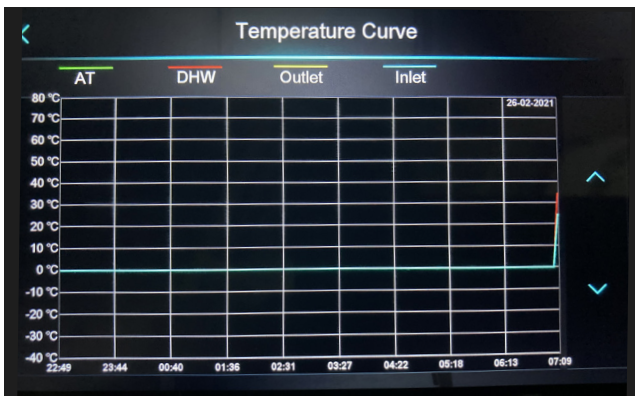 Temperature Curve
AT DHW Outlet Inlet
80 °C
26-02-2021
70 °C
60 °C
50 °C
40 °C
30 °C
20 °C
10 °C
0 °C
-10 °C
-20 °C
-30 °C
-40 °C
22:49 23:44 00:40 01:36 02:31 03:27 04:22 05:18 06:13 07:09